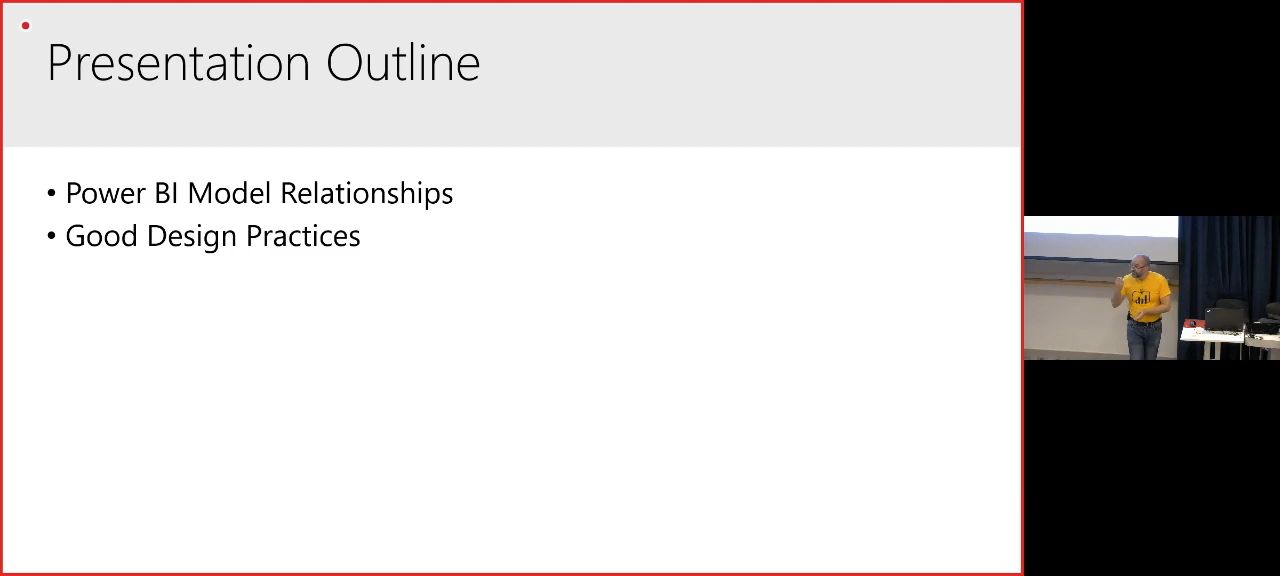 Presentation Outline
• Power BI Model Relationships
• Good Design Practices